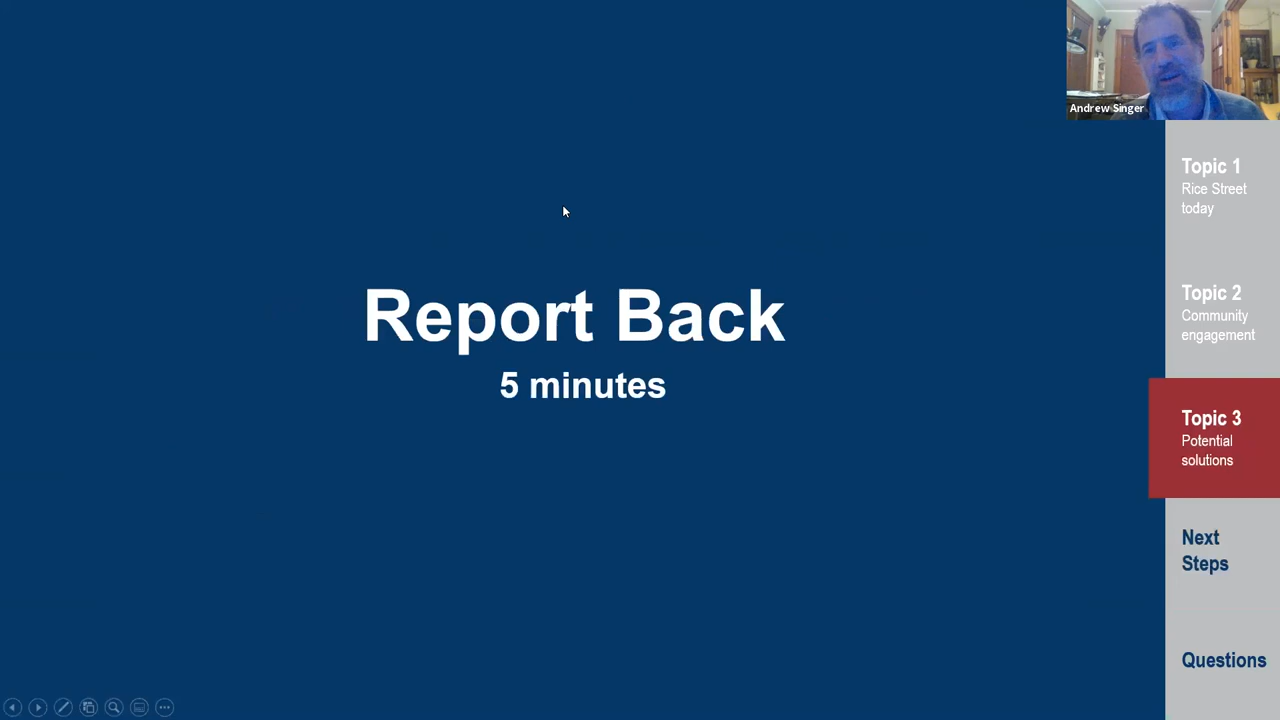 Andrew Singer
Topic 1
Rice Street
today
Topic 2
Community
engagement
Report Back
5 minutes
Topic 3
Potential
solutions
Next
Steps
Questions